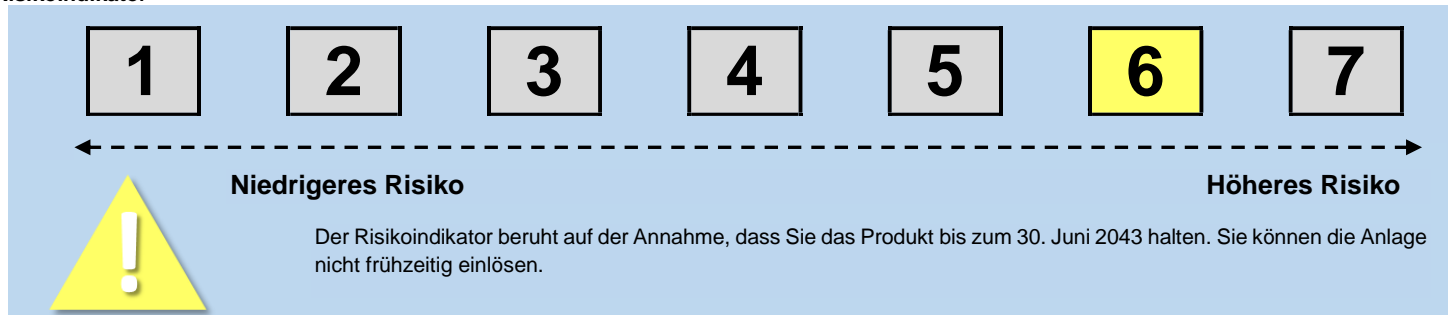 1 2 3 4 5 6 7
Niedrigeres Risiko Höheres Risiko
!
Der Risikoindikator beruht auf der Annahme, dass Sie das Produkt bis zum 30. Juni 2043 halten. Sie können die Anlage
nicht frühzeitig einlösen.